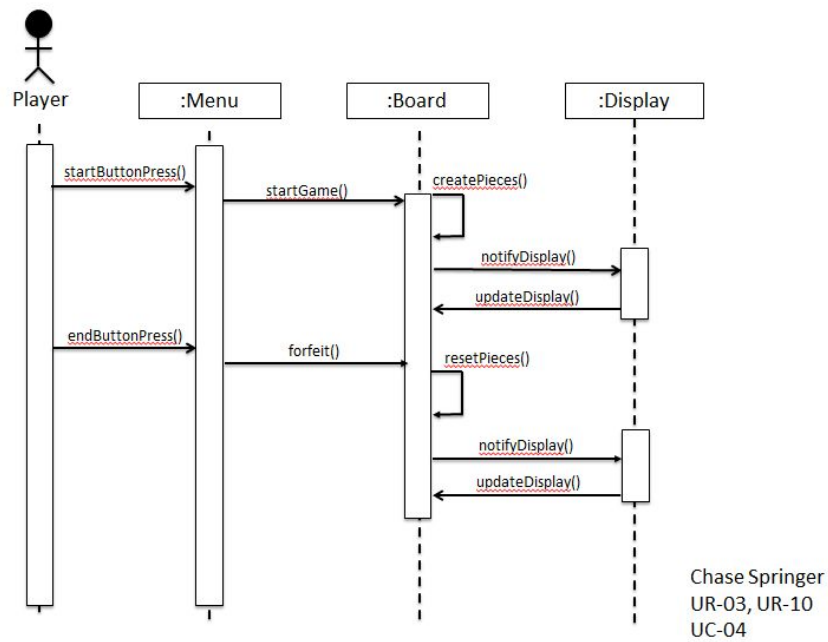 Player
:Menu
:Board
:Display
startButtonPress()
startGame()
createPieces()
notifyDisplay()
updateDisplay()
endButtonPress()
forfeit()
resetPieces()
notifyDisplay()
updateDisplay()
Chase Springer
UR-03, UR-10
UC-04